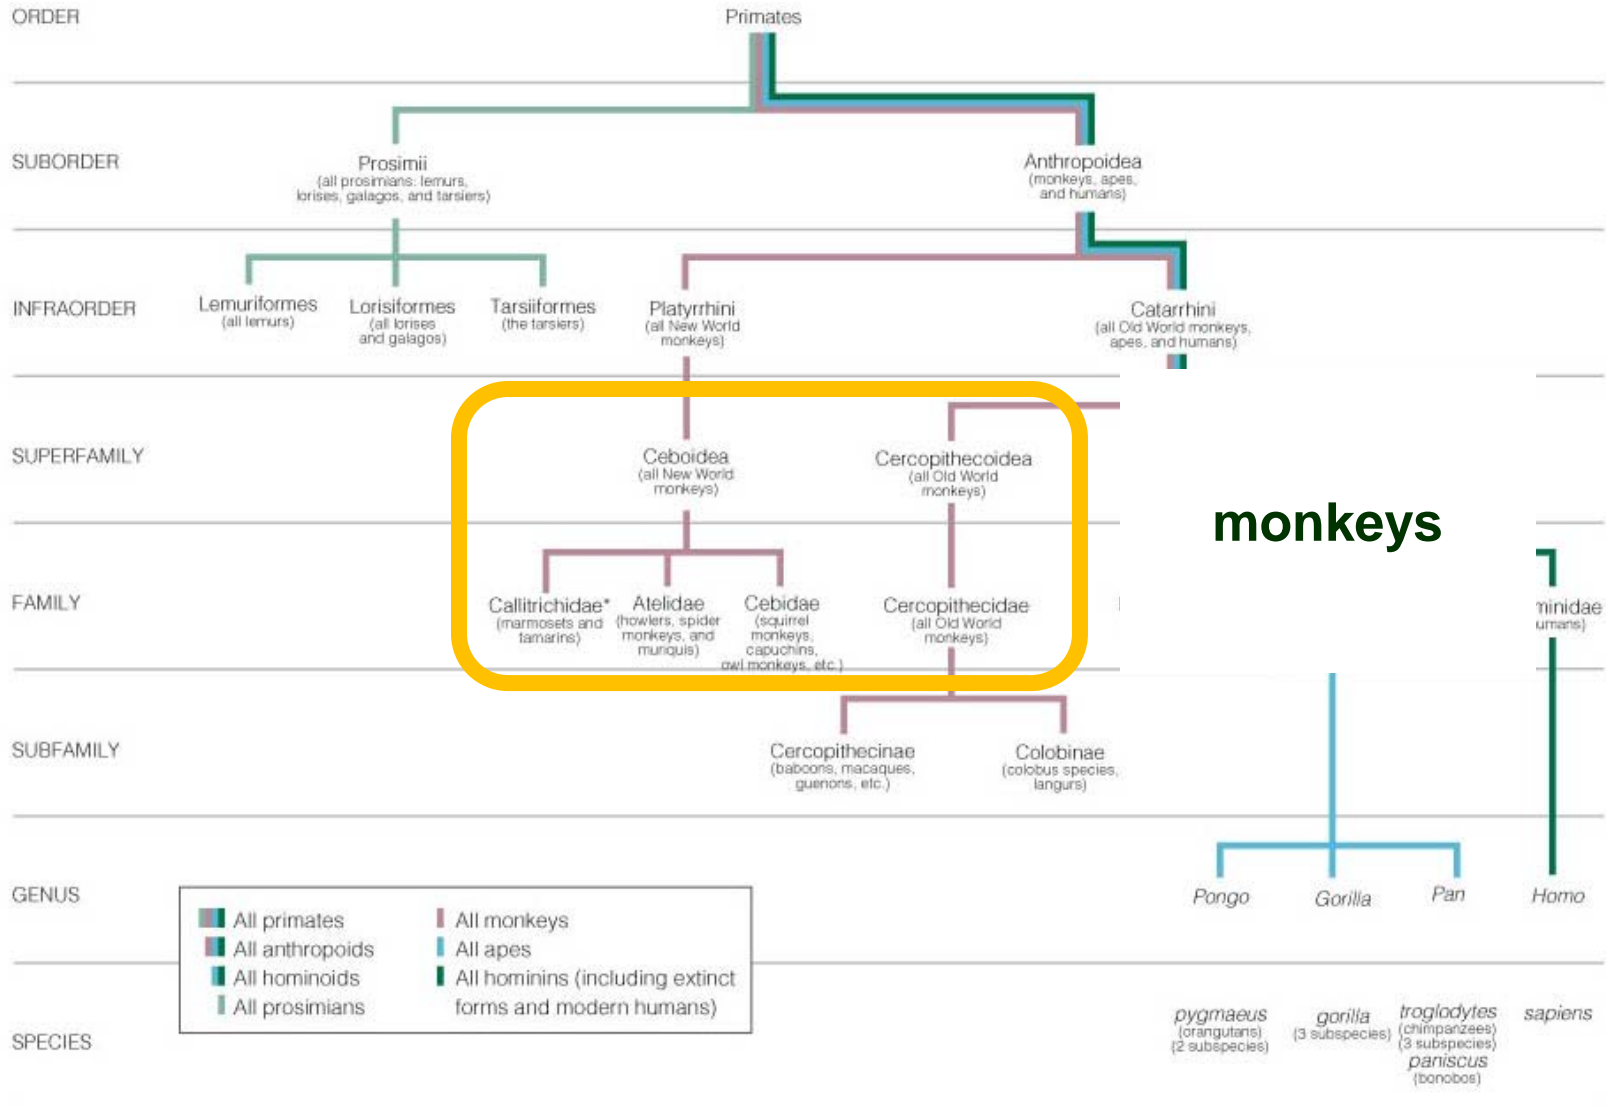 ORDER
Primates
SUBORDER
Prosimii
(all prosimians: lemurs,
lorises, galagos, and tarsiers)
Anthropoidea
(monkeys, apes,
and humans)
INFRAORDER
Lemuriformes
(all lemurs)
Lorisiformes
(all lorises
and galagos)
Tarsiiformes
(the tarsiers)
Platyrrhini
(all New World
monkeys)
Catarrhini
(all Old World monkeys,
apes, and humans)
SUPERFAMILY
Ceboidea
(all New World
monkeys)
Cercopithecoidea
(all Old World
monkeys)
monkeys
FAMILY
Callitrichidae*
(marmosets and
tamarins)
Atelidae
(howlers, spider
monkeys, and
muriquis)
Cebidae
(squirrel
monkeys,
capuchins,
owl monkeys, etc.)
Cercopithecidae
(all Old World
monkeys)
minidae
umans)
SUBFAMILY
Cercopithecinae
(baboons, macaques,
guenons, etc.)
Colobinae
(colobus species,
langurs)
GENUS
Pongo
Gorilla
Pan
Homo
All primates
All anthropoids
All hominoids
All prosimians
All monkeys
All apes
All hominins (including extinct
forms and modern humans)
SPECIES
pygmaeus
(orangutans)
(2 subspecies)
gorilla
(3 subspecies)
troglodytes
(chimpanzees)
(3 subspecies)
paniscus
(bonobos)
sapiens